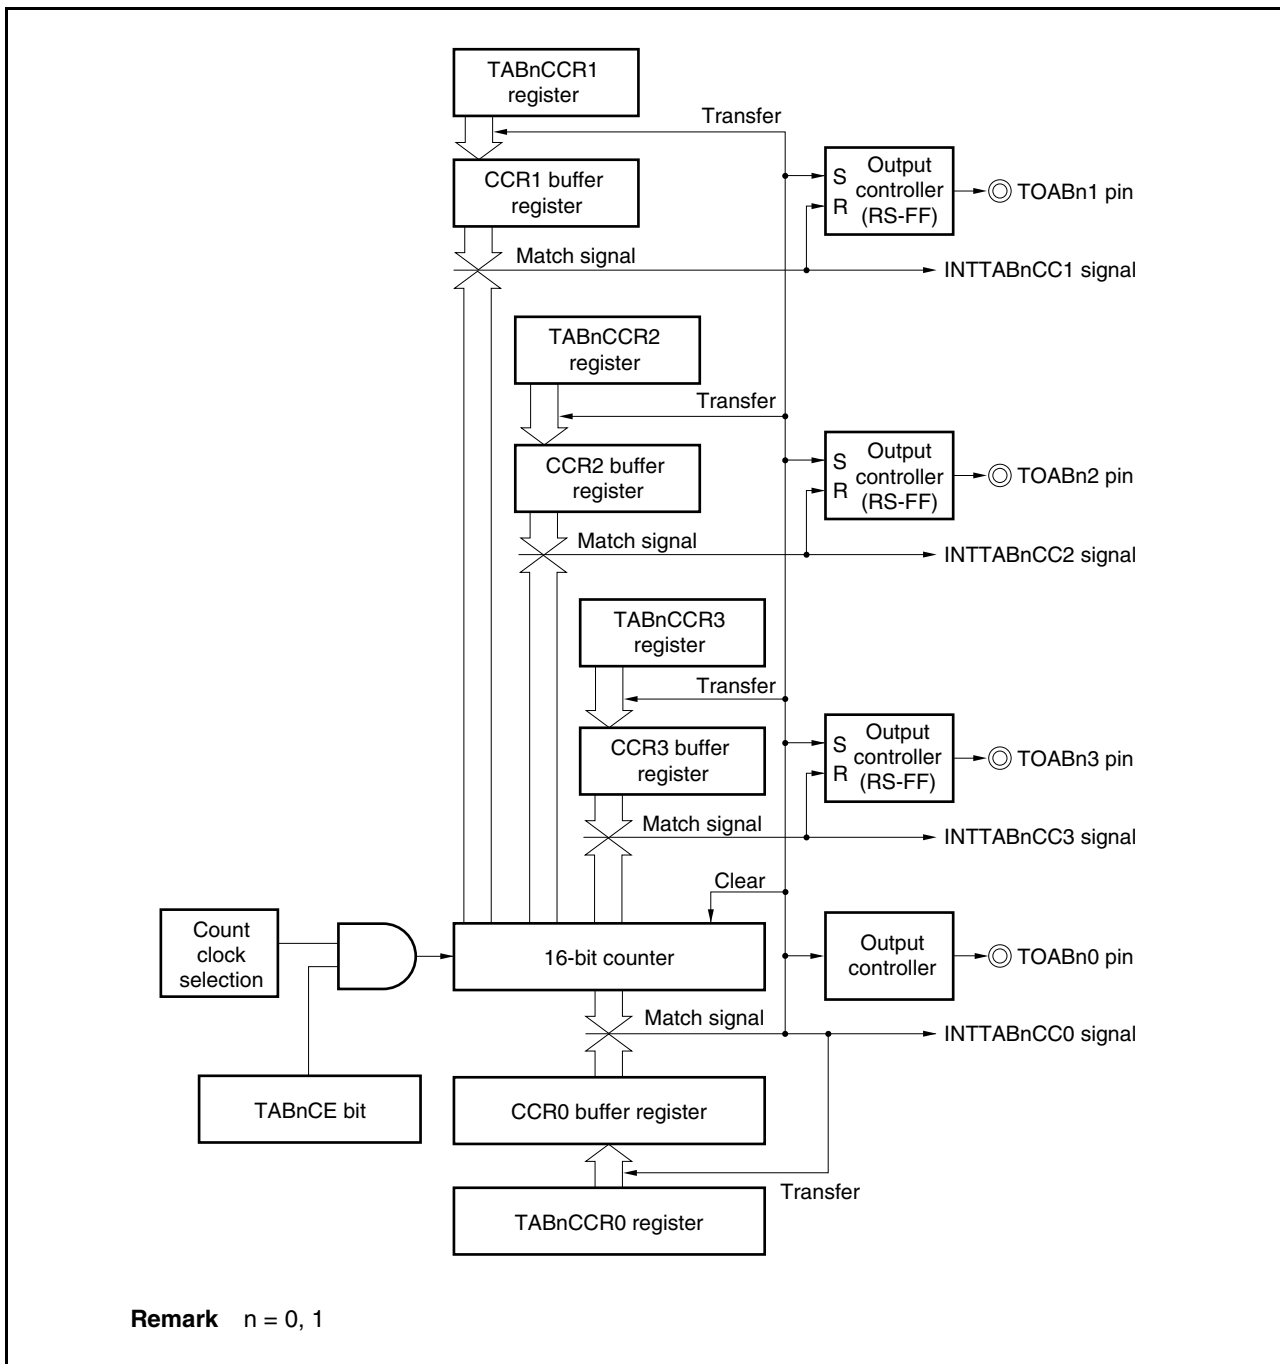 TABnCCR1
register
Transfer
CCR1 buffer
register
S
R
Output
controller
(RS-FF)
TOABn1 pin
Match signal
INTTABnCC1 signal
TABnCCR2
register
Transfer
CCR2 buffer
register
S
R
Output
controller
(RS-FF)
TOABn2 pin
Match signal
INTTABnCC2 signal
TABnCCR3
register
Transfer
CCR3 buffer
register
S
R
Output
controller
(RS-FF)
TOABn3 pin
Match signal
INTTABnCC3 signal
Clear
Count
clock
selection
16-bit counter
Output
controller
TOABn0 pin
Match signal
INTTABnCC0 signal
TABnCE bit
CCR0 buffer register
Transfer
TABnCCR0 register
Remark n = 0, 1